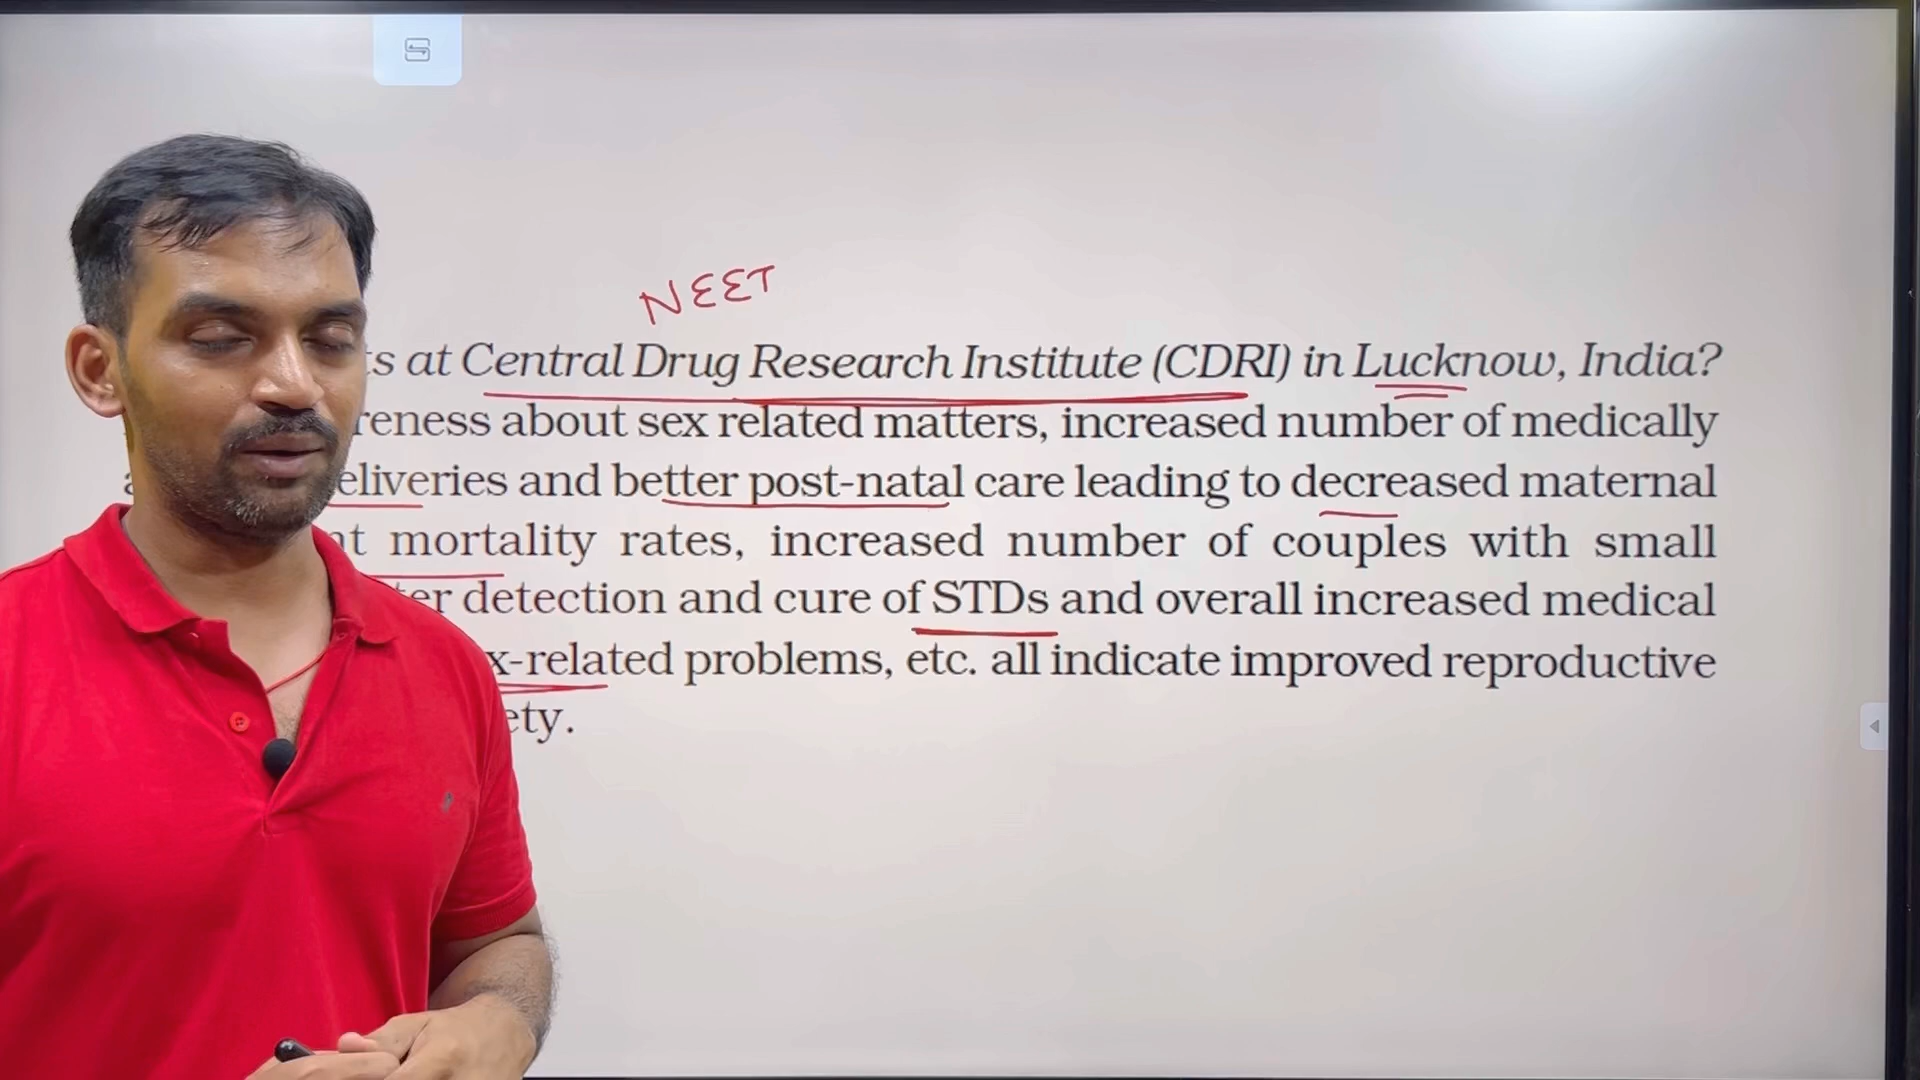 NEET
ts at Central Drug Research Institute (CDRI) in Lucknow, India?
reness about sex related matters, increased number of medically
eliveries and better post-natal care leading to decreased maternal
nt mortality rates, increased number of couples with small
ter detection and cure of STDs and overall increased medical
x-related problems, etc. all indicate improved reproductive
ety.